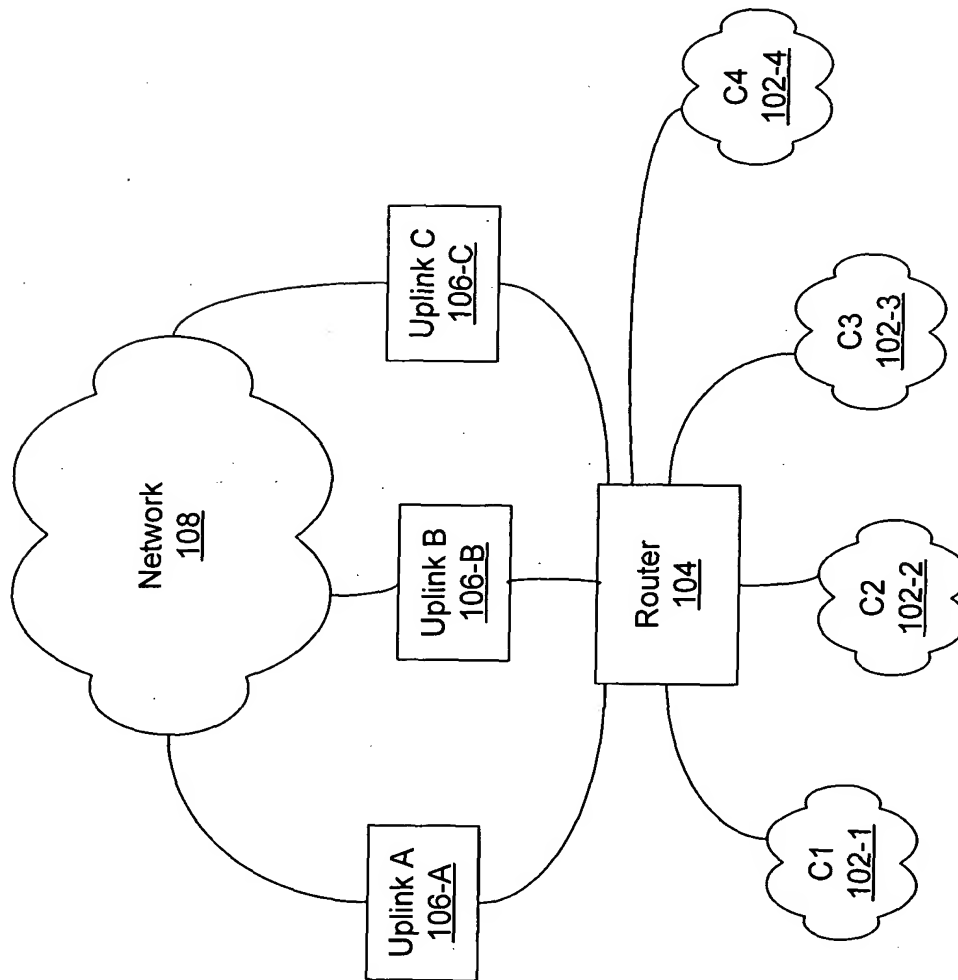 Network
108
Uplink A
106-A
Uplink B
106-B
Uplink C
106-C
Router
104
C1
102-1
C2
102-2
C3
102-3
C4
102-4